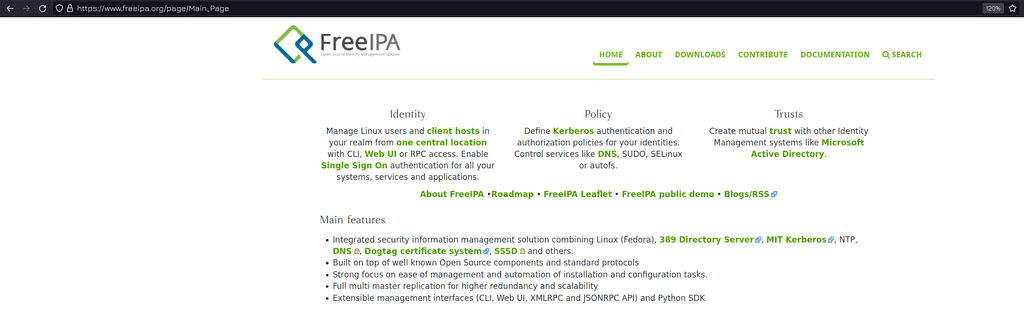 https://www.freeipa.org/page/Main_Page
120%
FreeIPA
Open Source Identity Management Solution
HOME ABOUT DOWNLOADS CONTRIBUTE DOCUMENTATION SEARCH
Identity
Manage Linux users and client hosts in
your realm from one central location
with CLI, Web UI or RPC access. Enable
Single Sign On authentication for all your
systems, services and applications.
Policy
Define Kerberos authentication and
authorization policies for your identities.
Control services like DNS, SUDO, SELinux
or autofs.
Trusts
Create mutual trust with other Identity
Management systems like Microsoft
Active Directory.
About FreeIPA •Roadmap • FreeIPA Leaflet • FreeIPA public demo • Blogs/RSS
Main features
• Integrated security information management solution combining Linux (Fedora), 389 Directory Server, MIT Kerberos, NTP,
DNS, Dogtag certificate system, SSSD and others.
• Built on top of well known Open Source components and standard protocols
• Strong focus on ease of management and automation of installation and configuration tasks.
• Full multi master replication for higher redundancy and scalability
• Extensible management interfaces (CLI, Web UI, XMLRPC and JSONRPC API) and Python SDK